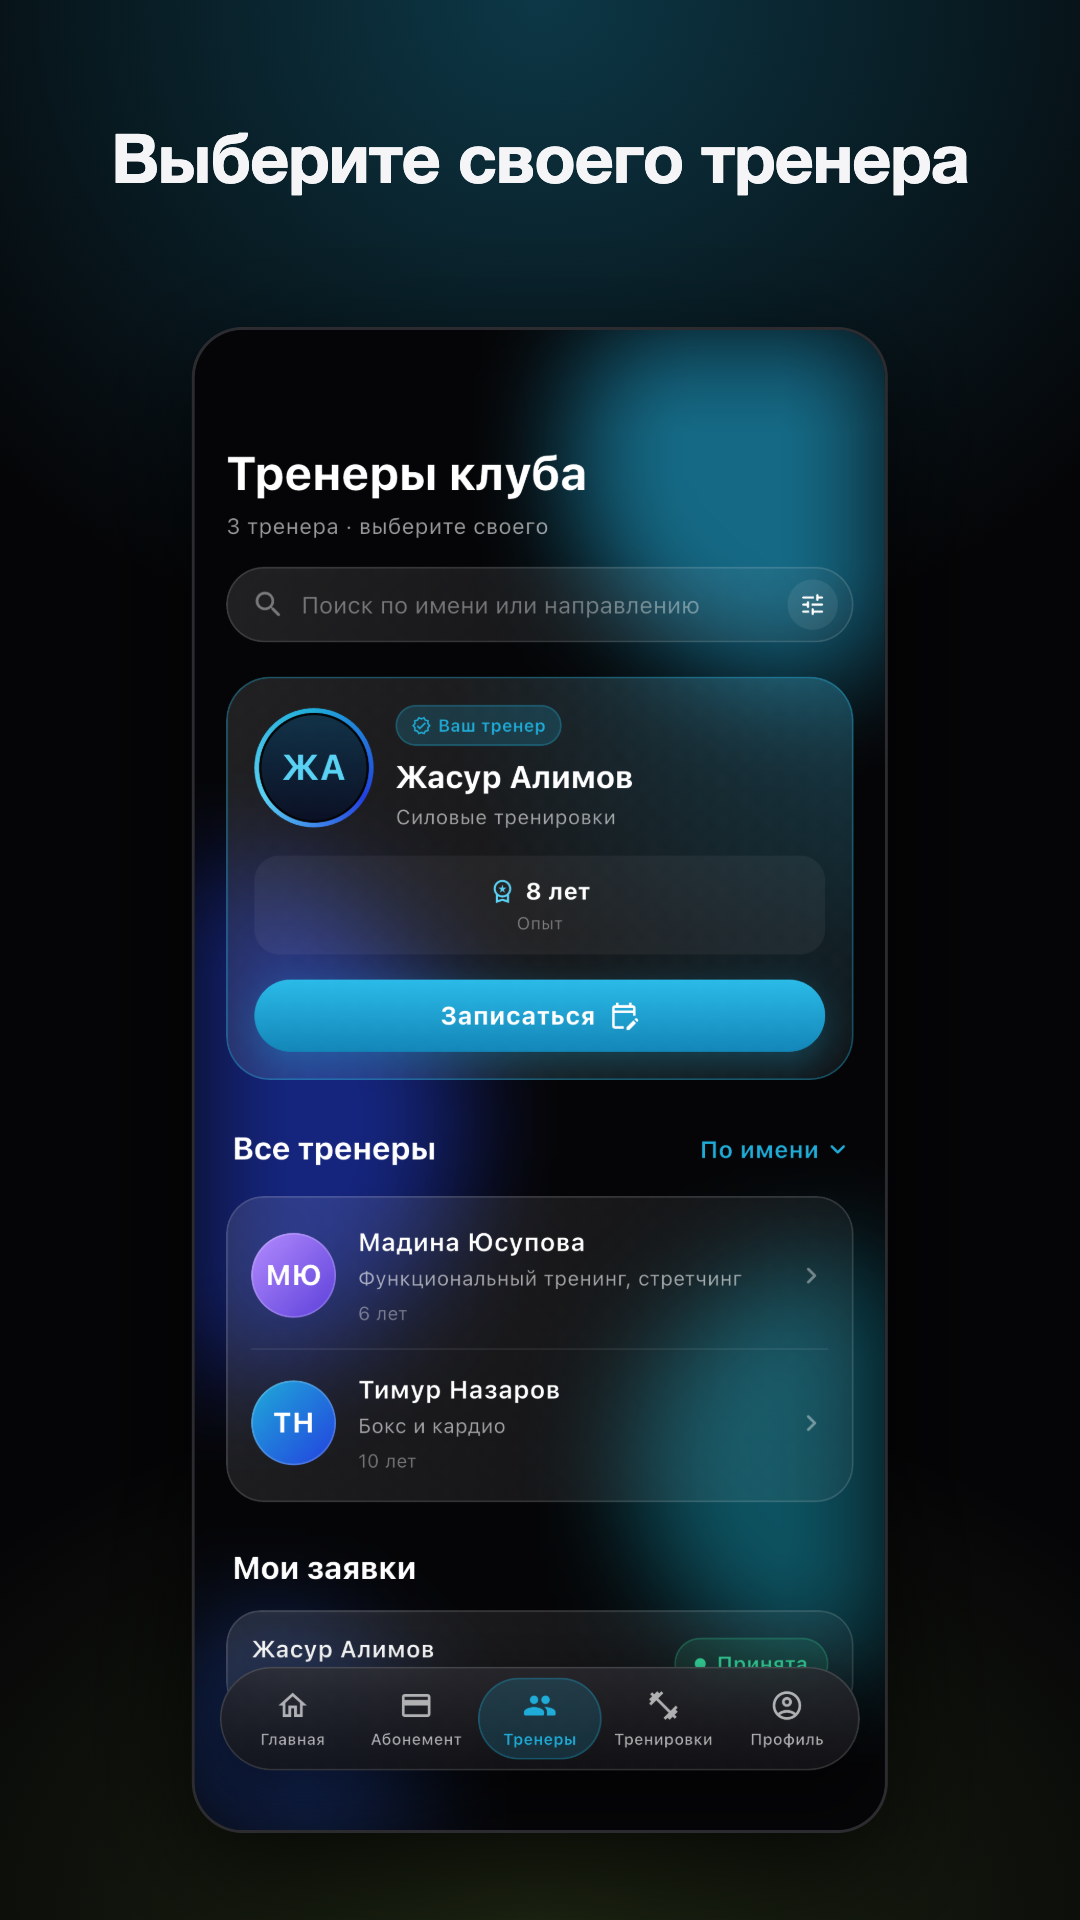 Выберите своего тренера
Тренеры клуба
3 тренера · выберите своего
Поиск по имени или направлению
ЖА
Ваш тренер
Жасур Алимов
Силовые тренировки
8 лет
Опыт
Записаться
Все тренеры
По имени
МЮ
Мадина Юсупова
Функциональный тренинг, стретчинг
6 лет
ТН
Тимур Назаров
Бокс и кардио
10 лет
Мои заявки
Жасур Алимов
Принята
Главная
Абонемент
Тренеры
Тренировки
Профиль